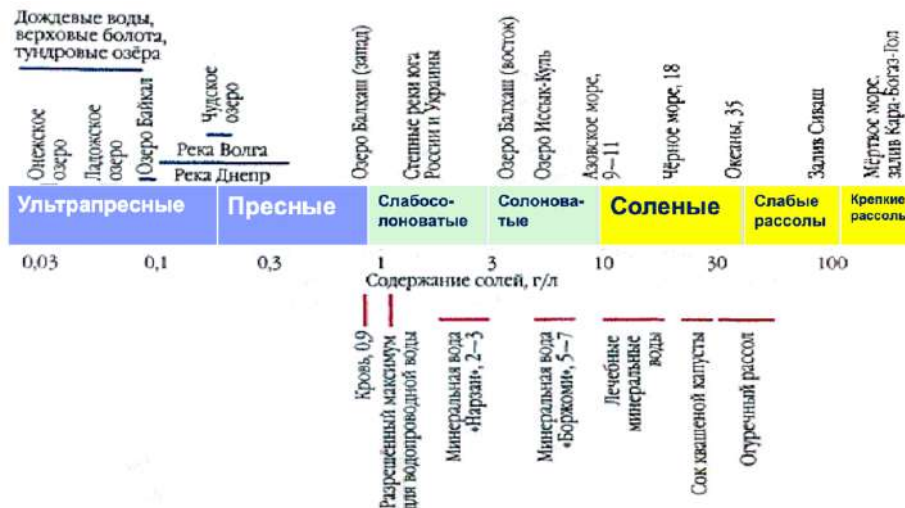 Дождевые воды,
верховые болота,
тундровые озёра
Онежское
озеро
Ладожское
озеро
Озеро Байкал
Чудское
озеро
Река Волга
Река Днепр
Озеро Балхаш (запад)
Степные реки юга
России и Украины
Озеро Балхаш (восток)
Озеро Иссык-Куль
Азовское море,
9–11
Чёрное море, 18
Океаны, 35
Залив Сиваш
Мёртвое море.
залив Кара-Богаз-Гол
Ультрапресные
Пресные
Слабосо-
лоноватые
Солонова-
тые
Соленые
Слабые
рассолы
Крепкие
рассолы
0,03
0,1
0,3
1
3
10
30
100
Содержание солей, г/л
Кровь, 0,9
Разрешённый максимум
для водопроводной воды
Минеральная вода
«Нарзан», 2–3
Минеральная вода
«Боржоми», 5–7
Лечебные
минеральные
воды
Сок квашеной капусты
Огуречный рассол